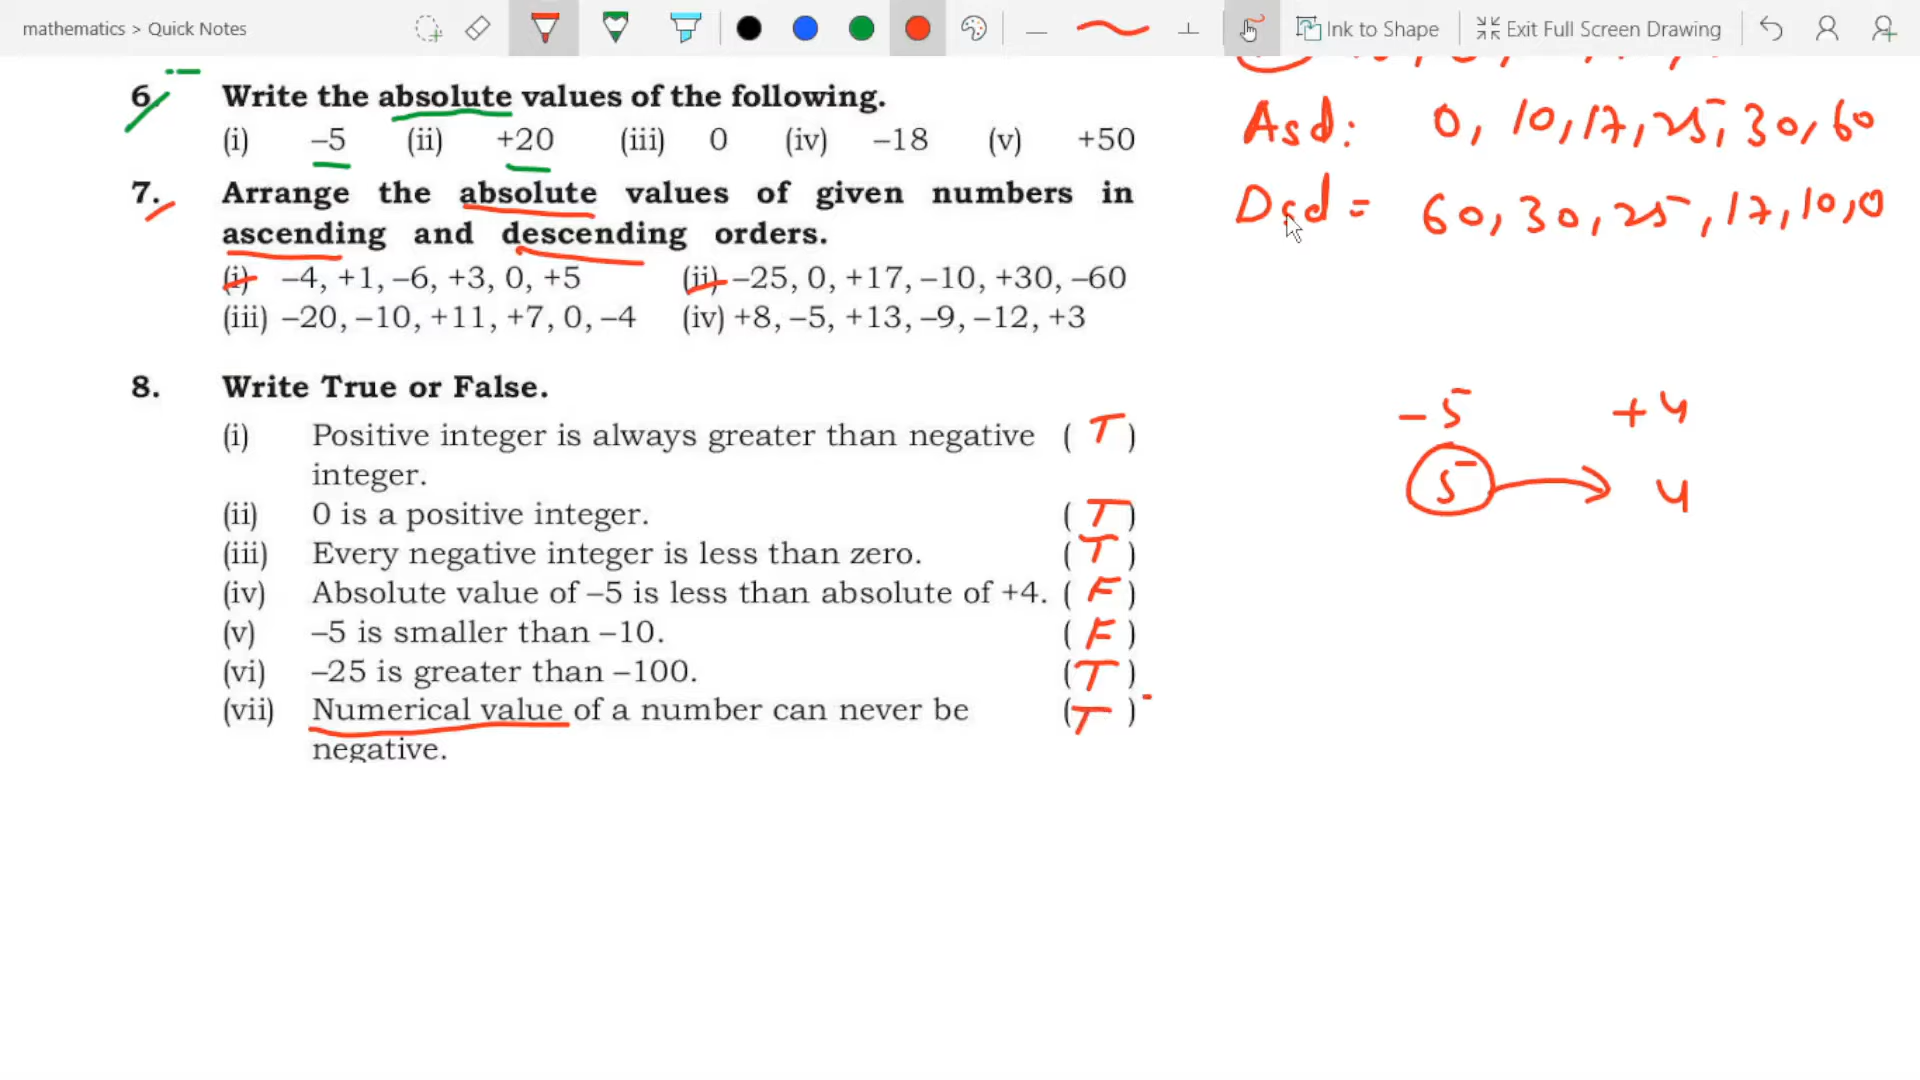 mathematics > Quick Notes
Ink to Shape
Exit Full Screen Drawing
6. Write the absolute values of the following.
(i) –5 (ii) +20 (iii) 0 (iv) –18 (v) +50
7. Arrange the absolute values of given numbers in
ascending and descending orders.
(i) –4, +1, –6, +3, 0, +5 (ii) –25, 0, +17, –10, +30, –60
(iii) –20, –10, +11, +7, 0, –4 (iv) +8, –5, +13, –9, –12, +3
Asd: 0, 10, 17, 25, 30, 60
Dsd = 60, 30, 25, 17, 10, 0
8. Write True or False.
(i) Positive integer is always greater than negative ( T )
integer.
(ii) 0 is a positive integer. ( T )
(iii) Every negative integer is less than zero. ( T )
(iv) Absolute value of –5 is less than absolute of +4. ( F )
(v) –5 is smaller than –10. ( F )
(vi) –25 is greater than –100. ( T )
(vii) Numerical value of a number can never be ( T )
negative.
-5 +4
5 → 4